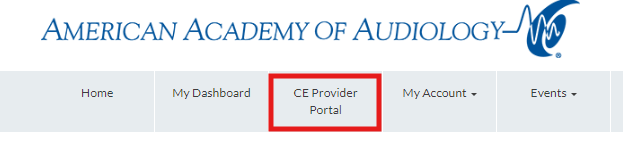 AMERICAN ACADEMY OF AUDIOLOGY
Home
My Dashboard
CE Provider
Portal
My Account
Events